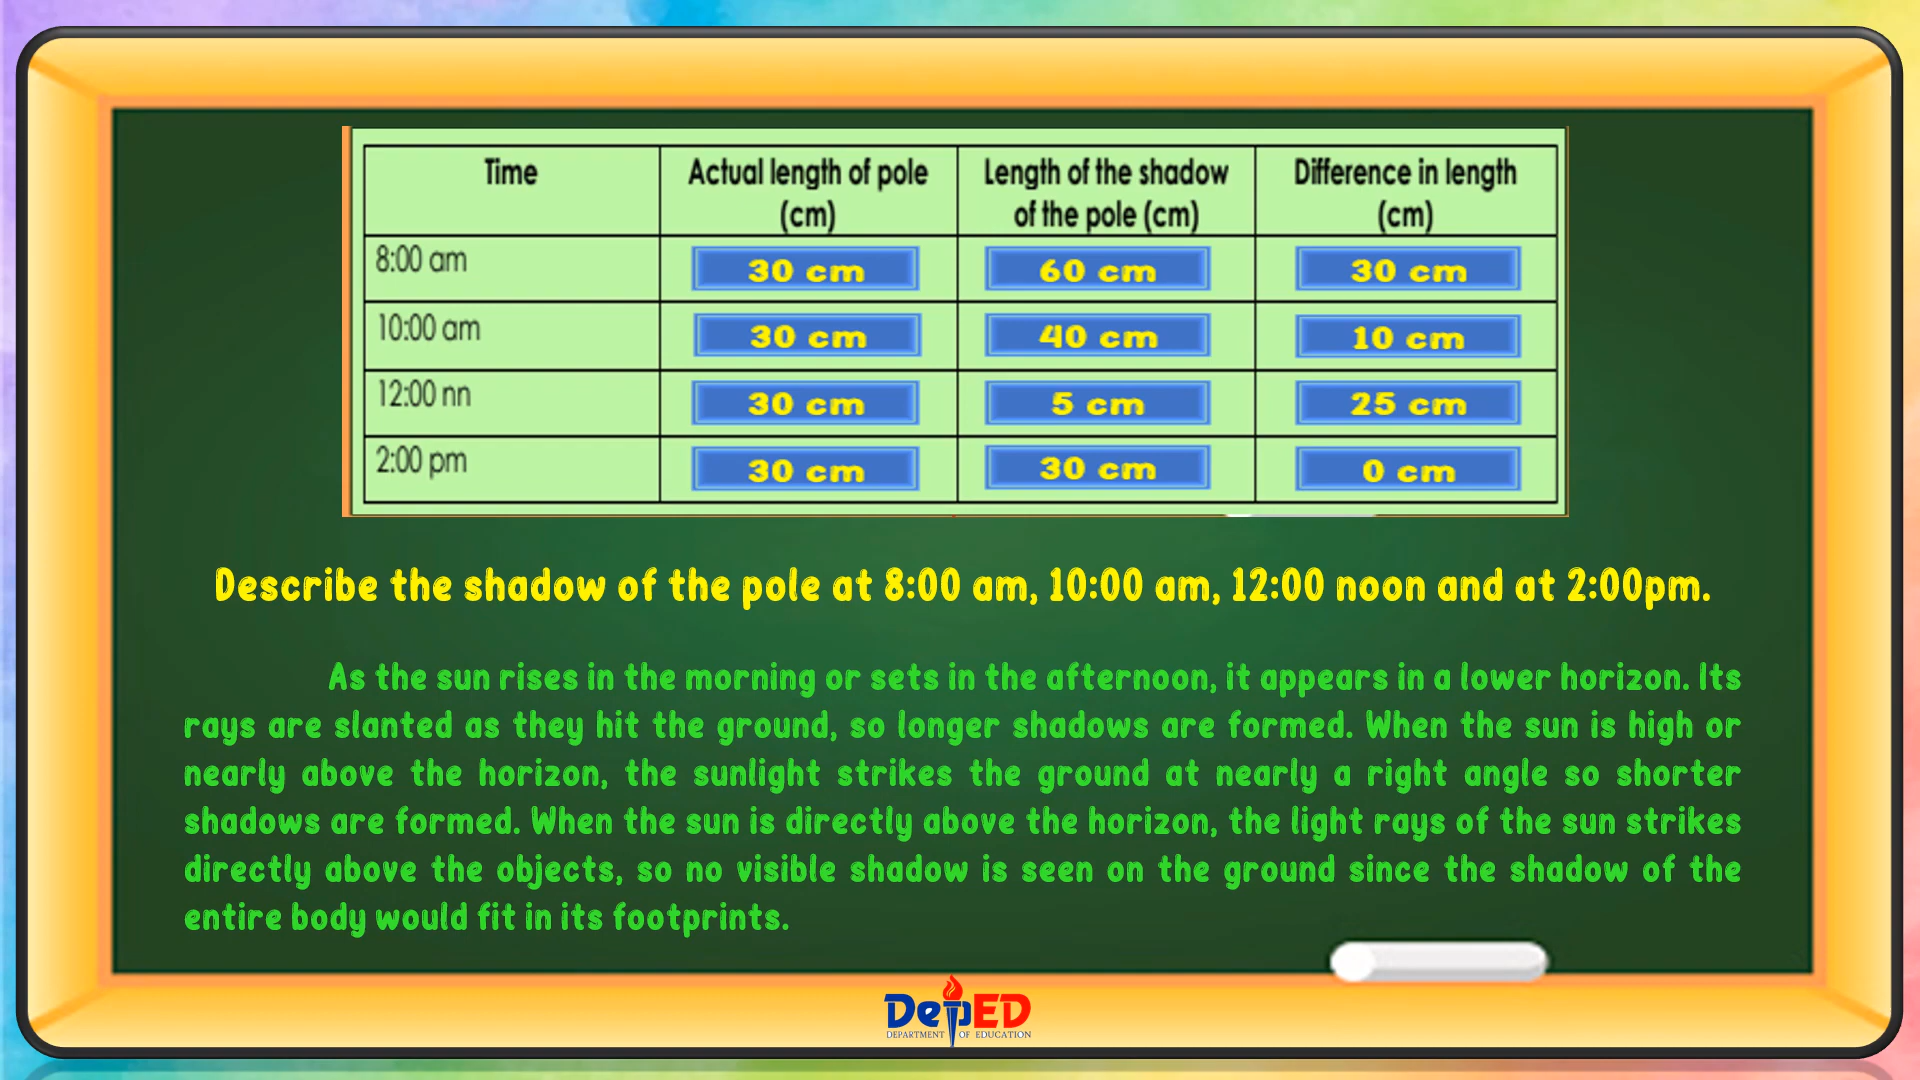 Time Actual length of pole (cm) Length of the shadow of the pole (cm) Difference in length (cm)
8:00 am 30 cm 60 cm 30 cm
10:00 am 30 cm 40 cm 10 cm
12:00 nn 30 cm 5 cm 25 cm
2:00 pm 30 cm 30 cm 0 cm
Describe the shadow of the pole at 8:00 am, 10:00 am, 12:00 noon and at 2:00pm.
As the sun rises in the morning or sets in the afternoon, it appears in a lower horizon. Its
rays are slanted as they hit the ground, so longer shadows are formed. When the sun is high or
nearly above the horizon, the sunlight strikes the ground at nearly a right angle so shorter
shadows are formed. When the sun is directly above the horizon, the light rays of the sun strikes
directly above the objects, so no visible shadow is seen on the ground since the shadow of the
entire body would fit in its footprints.
DepED
DEPARTMENT OF EDUCATION